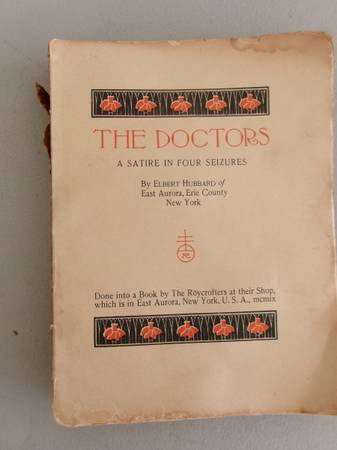 THE DOCTORS
A SATIRE IN FOUR SEIZURES
By ELBERT HUBBARD of
East Aurora, Erie County
New York
R
Done into a Book by The Röycrofters at their Shop,
which is in East Aurora, New York, U. S. A., mcmix